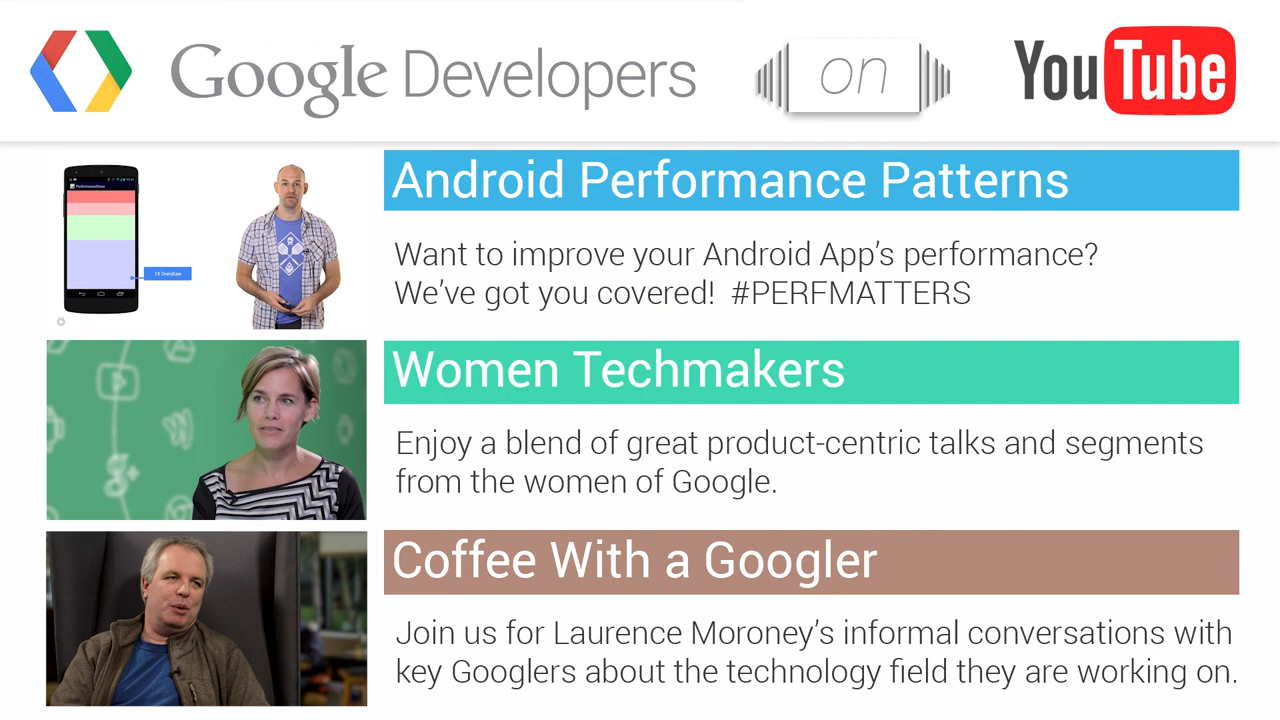 Google Developers on YouTube
Android Performance Patterns
PerformanceDemo
1X Overdraw
Want to improve your Android App's performance?
We've got you covered!  #PERFMATTERS
Women Techmakers
Enjoy a blend of great product-centric talks and segments
from the women of Google.
Coffee With a Googler
Join us for Laurence Moroney's informal conversations with
key Googlers about the technology field they are working on.